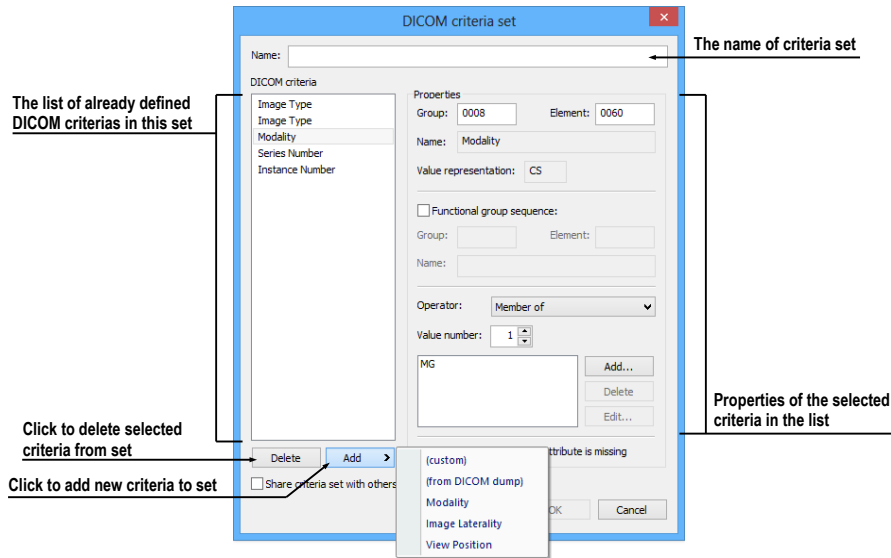 DICOM criteria set
Name:
The name of criteria set
DICOM criteria
The list of already defined
DICOM criterias in this set
Image Type
Image Type
Modality
Series Number
Instance Number
Properties
Group: 0008 Element: 0060
Name: Modality
Value representation: CS
Functional group sequence:
Group: Element:
Name:
Operator: Member of
Value number: 1
MG
Add...
Delete
Edit...
Properties of the selected
criteria in the list
Click to delete selected
criteria from set
Delete Add
attribute is missing
Click to add new criteria to set
Share criteria set with others
(custom)
(from DICOM dump)
Modality
Image Laterality
View Position
OK Cancel